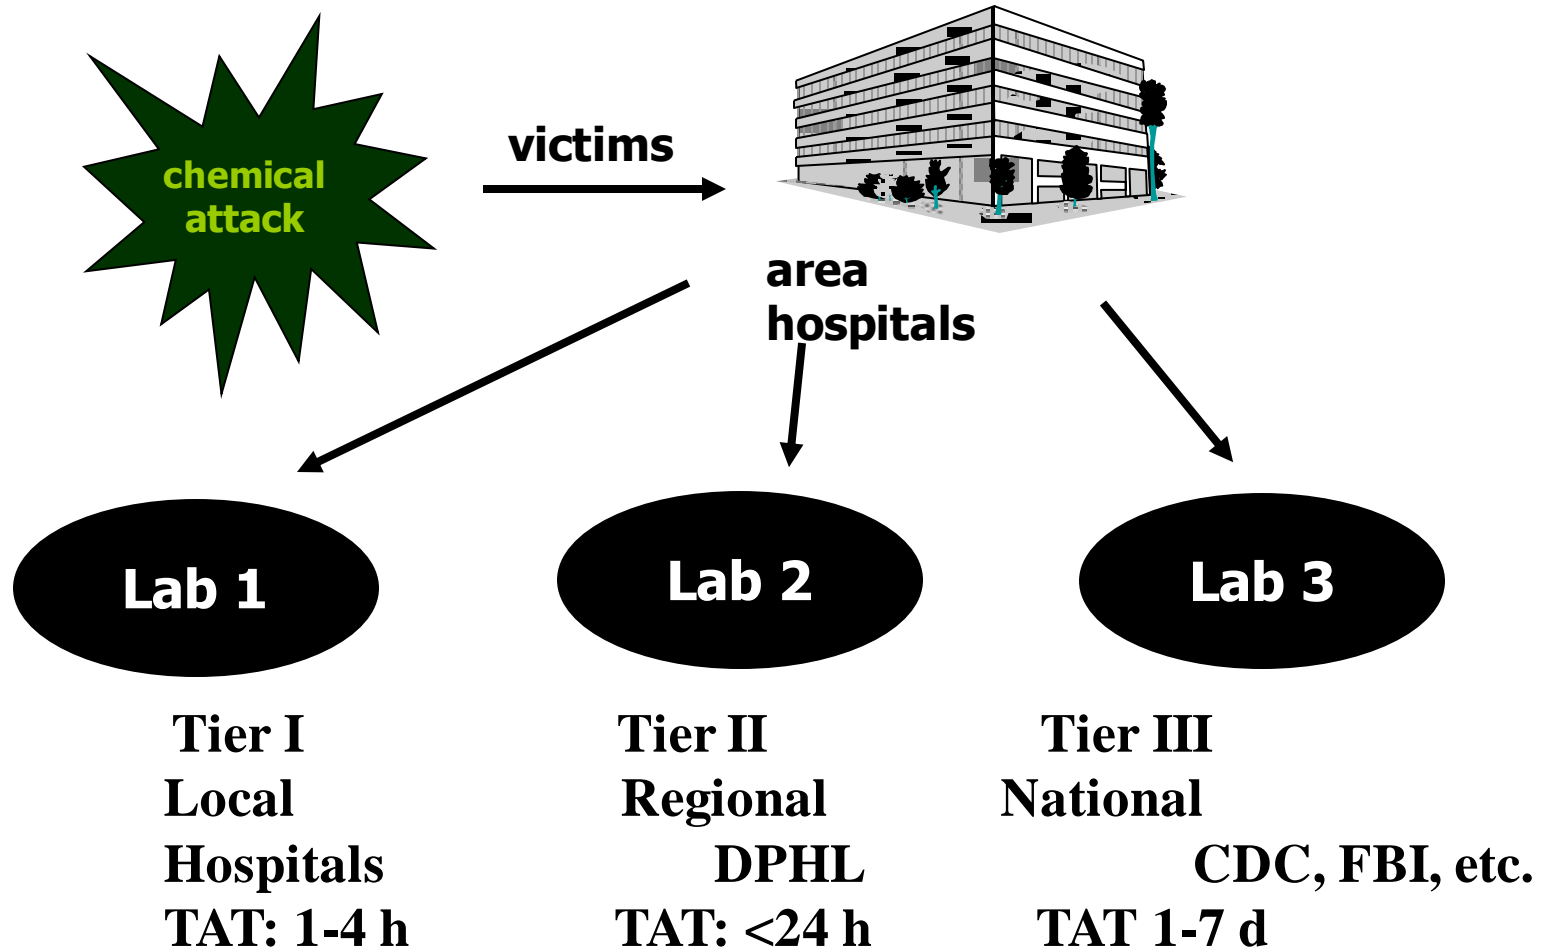 chemical
attack
victims
area
hospitals
Lab 1
Lab 2
Lab 3
Tier I
Local
Hospitals
TAT: 1-4 h
Tier II
Regional
DPHL
TAT: <24 h
Tier III
National
CDC, FBI, etc.
TAT 1-7 d